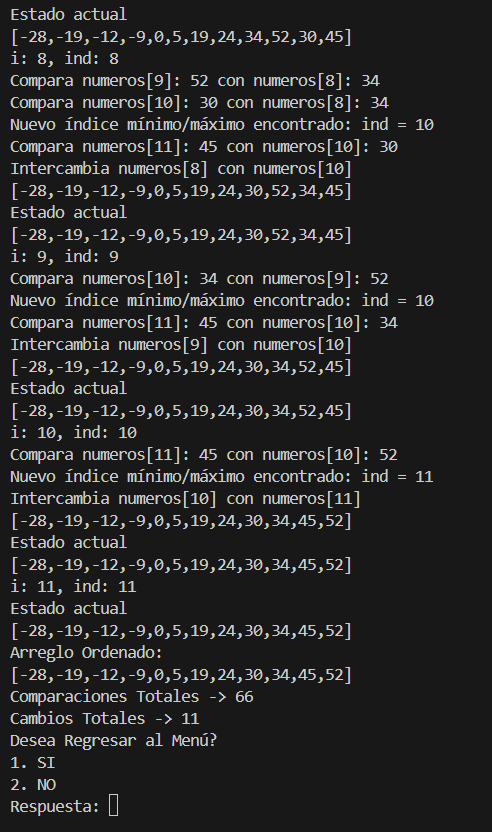 Estado actual
[-28,-19,-12,-9,0,5,19,24,34,52,30,45]
i: 8, ind: 8
Compara numeros[9]: 52 con numeros[8]: 34
Compara numeros[10]: 30 con numeros[8]: 34
Nuevo índice mínimo/máximo encontrado: ind = 10
Compara numeros[11]: 45 con numeros[10]: 30
Intercambia numeros[8] con numeros[10]
[-28,-19,-12,-9,0,5,19,24,30,52,34,45]
Estado actual
[-28,-19,-12,-9,0,5,19,24,30,52,34,45]
i: 9, ind: 9
Compara numeros[10]: 34 con numeros[9]: 52
Nuevo índice mínimo/máximo encontrado: ind = 10
Compara numeros[11]: 45 con numeros[10]: 34
Intercambia numeros[9] con numeros[10]
[-28,-19,-12,-9,0,5,19,24,30,34,52,45]
Estado actual
[-28,-19,-12,-9,0,5,19,24,30,34,52,45]
i: 10, ind: 10
Compara numeros[11]: 45 con numeros[10]: 52
Nuevo índice mínimo/máximo encontrado: ind = 11
Intercambia numeros[10] con numeros[11]
[-28,-19,-12,-9,0,5,19,24,30,34,45,52]
Estado actual
[-28,-19,-12,-9,0,5,19,24,30,34,45,52]
i: 11, ind: 11
Estado actual
[-28,-19,-12,-9,0,5,19,24,30,34,45,52]
Arreglo Ordenado:
[-28,-19,-12,-9,0,5,19,24,30,34,45,52]
Comparaciones Totales -> 66
Cambios Totales -> 11
Desea Regresar al Menú?
1. SI
2. NO
Respuesta: